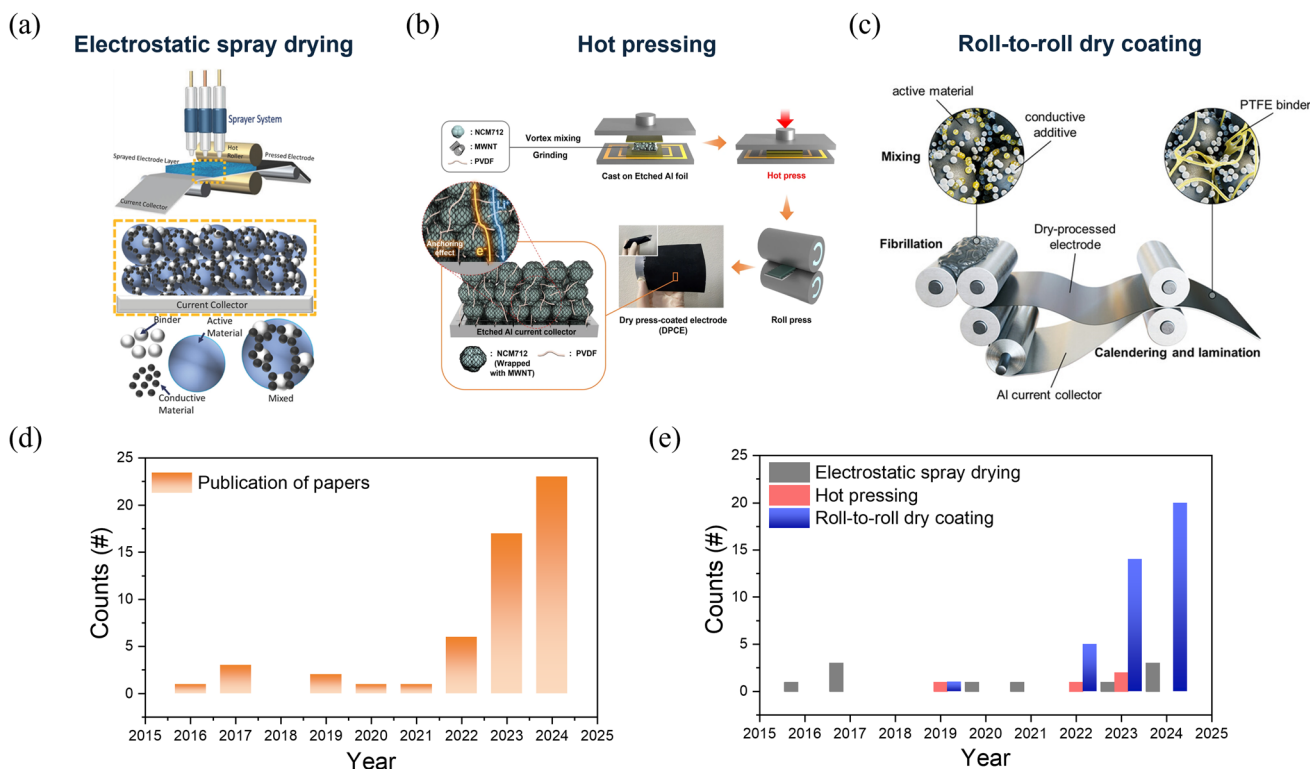 (a)
Electrostatic spray drying
Sprayer System
Hot
Roller
Sprayed Electrode Layer
Pressed Electrode
Current Collector
Current Collector
Binder
Active
Material
Conductive
Material
Mixed
(b)
Hot pressing
: NCM712
: MWNT
: PVDF
Vortex mixing
Grinding
Cast on Etched Al foil
Hot press
Anchoring
effect
e⁻
Etched Al current collector
: NCM712
(Wrapped
with MWNT)
: PVDF
Dry press-coated electrode
(DPCE)
Roll press
(c)
Roll-to-roll dry coating
active material
conductive
additive
PTFE binder
Mixing
Fibrillation
Dry-processed
electrode
Calendering and lamination
Al current collector
(d)
25
20
15
10
5
0
Counts (#)
Publication of papers
2015 2016 2017 2018 2019 2020 2021 2022 2023 2024 2025
Year
(e)
25
20
15
10
5
0
Counts (#)
Electrostatic spray drying
Hot pressing
Roll-to-roll dry coating
2015 2016 2017 2018 2019 2020 2021 2022 2023 2024 2025
Year